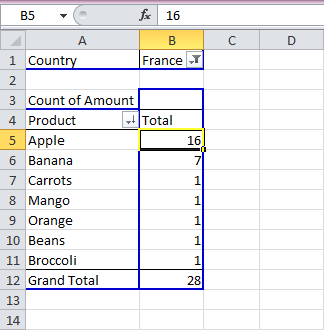 B5 fx 16
A B C D
1 Country France
2
3 Count of Amount
4 Product Total
5 Apple 16
6 Banana 7
7 Carrots 1
8 Mango 1
9 Orange 1
10 Beans 1
11 Broccoli 1
12 Grand Total 28
13
14